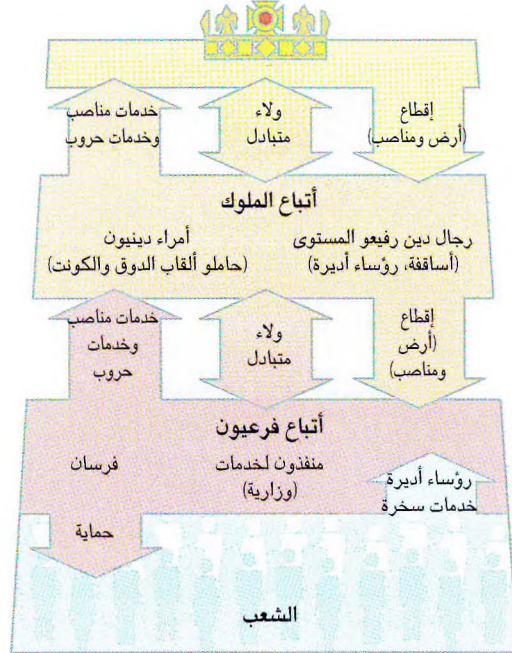 إقطاع
(أرض ومناصب)
ولاء
متبادل
خدمات مناصب
وخدمات حروب
أتباع الملوك
رجال دين رفيعو المستوى
(أساقفة، رؤساء أديرة)
أمراء دينيون
(حاملو ألقاب الدوق والكونت)
إقطاع
(أرض
ومناصب)
ولاء
متبادل
خدمات مناصب
وخدمات
حروب
أتباع فرعيون
منفذون لخدمات
(وزارية)
فرسان
رؤساء أديرة
خدمات سخرة
حماية
الشعب